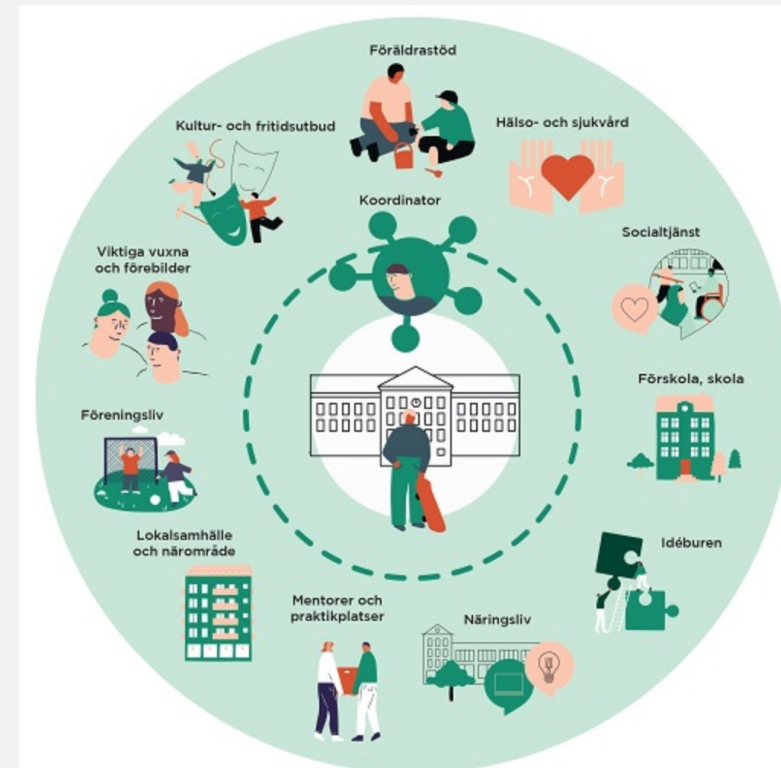 Föräldrastöd
Kultur- och fritidsutbud
Hälso- och sjukvård
Koordinator
Socialtjänst
Viktiga vuxna
och förebilder
Förskola, skola
Föreningsliv
Lokalsamhälle
och närområde
Idéburen
Mentorer och
praktikplatser
Näringsliv